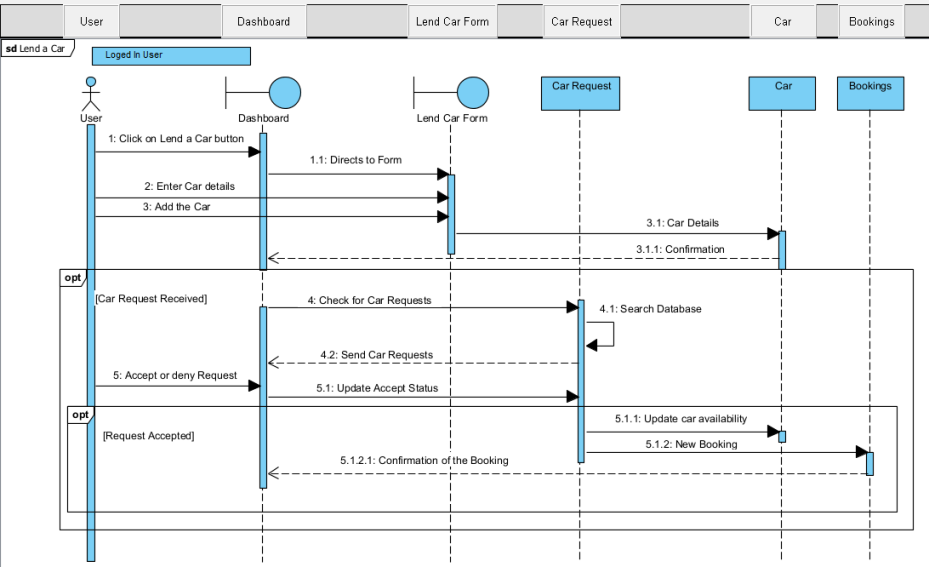 User Dashboard Lend Car Form Car Request Car Bookings
sd Lend a Car
Loged In User
Car Request Car Bookings
User Dashboard Lend Car Form
1: Click on Lend a Car button
1.1: Directs to Form
2: Enter Car details
3: Add the Car
3.1: Car Details
3.1.1: Confirmation
opt
[Car Request Received]
4: Check for Car Requests
4.1: Search Database
4.2: Send Car Requests
5: Accept or deny Request
5.1: Update Accept Status
opt
[Request Accepted]
5.1.1: Update car availability
5.1.2: New Booking
5.1.2.1: Confirmation of the Booking